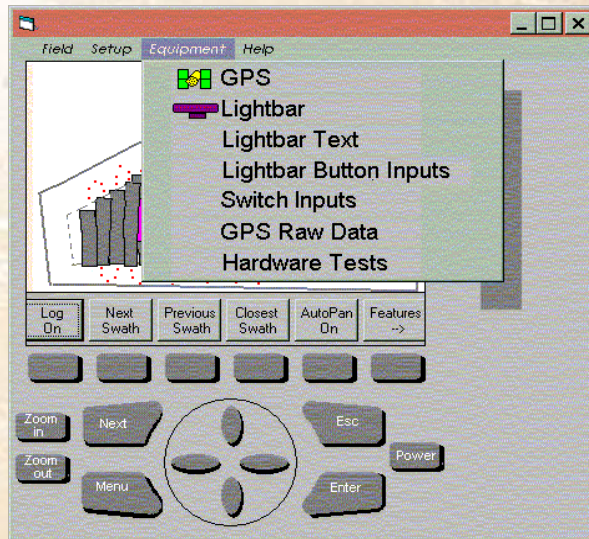 Field Setup Equipment Help
GPS
Lightbar
Lightbar Text
Lightbar Button Inputs
Switch Inputs
GPS Raw Data
Hardware Tests
Log On
Next Swath
Previous Swath
Closest Swath
AutoPan On
Features -->
Zoom in
Next
Esc
Zoom out
Power
Menu
Enter